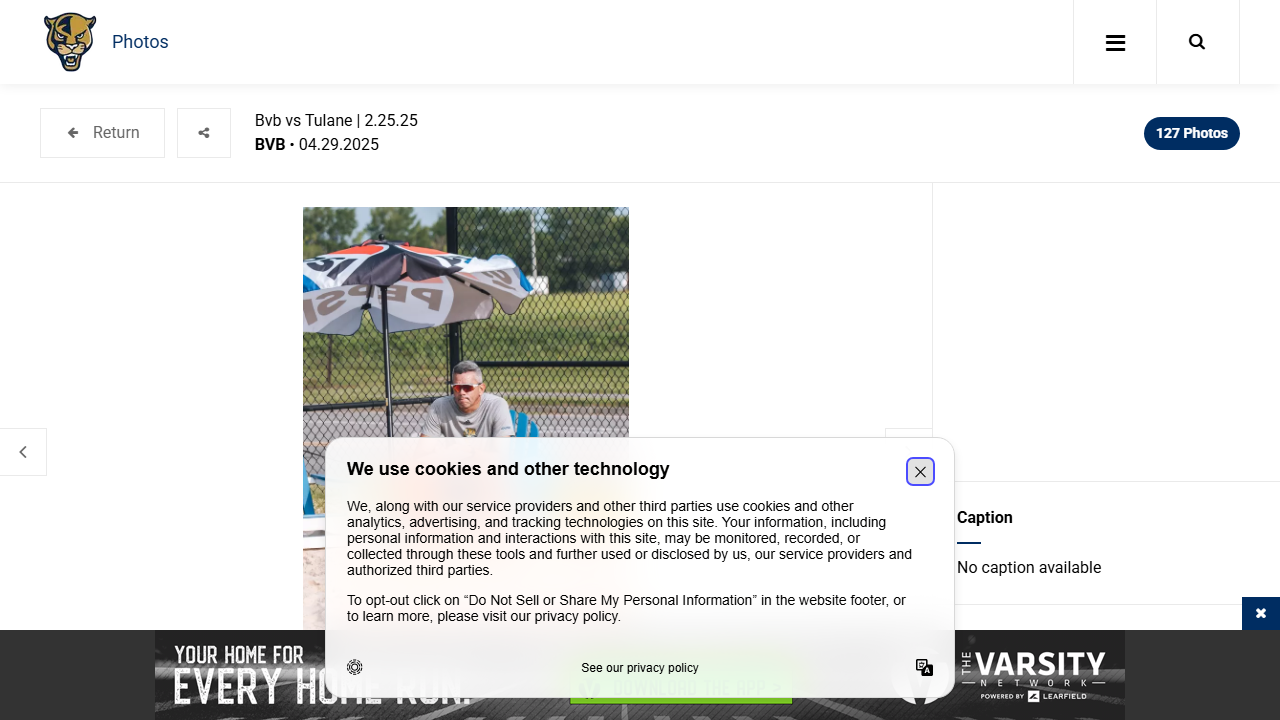 Photos
Return
Bvb vs Tulane | 2.25.25
BVB • 04.29.2025
127 Photos
PEPSI
We use cookies and other technology
We, along with our service providers and other third parties use cookies and other
analytics, advertising, and tracking technologies on this site. Your information, including
personal information and interactions with this site, may be monitored, recorded, or
collected through these tools and further used or disclosed by us, our service providers and
authorized third parties.
To opt-out click on “Do Not Sell or Share My Personal Information” in the website footer, or
to learn more, please visit our privacy policy.
See our privacy policy
Caption
No caption available
YOUR HOME FOR
EVERY HOME RUN.
DOWNLOAD THE APP >
THE
VARSITY
NETWORK
POWERED BY LEARFIELD